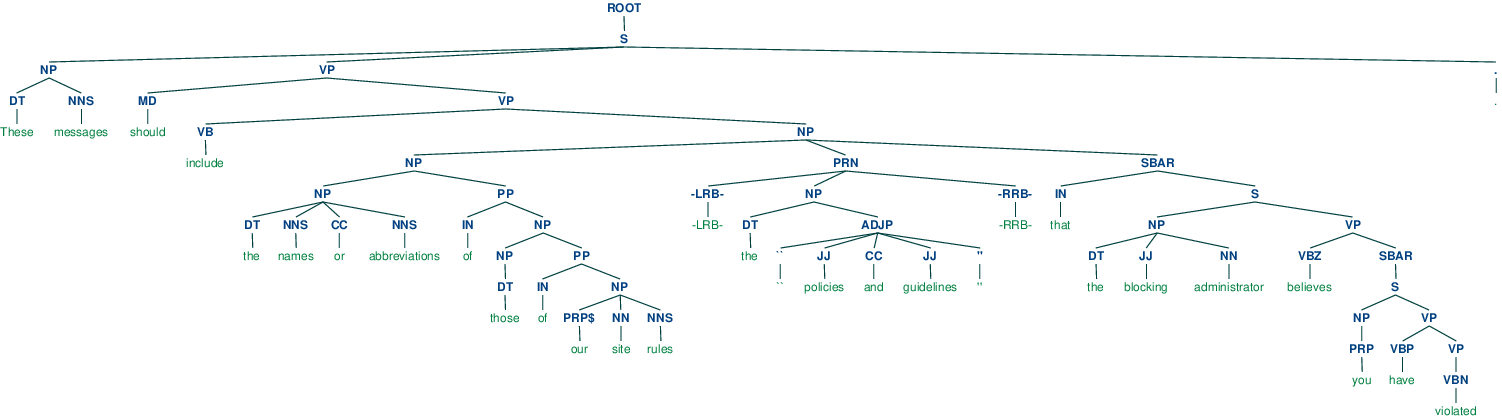 ROOT
S
NP VP .
DT NNS MD VP .
These messages should VB NP
include NP PRN SBAR
NP PP -LRB- NP -RRB- IN S
DT NNS CC NNS IN NP -LRB- DT ADJP -RRB- that NP VP
the names or abbreviations of NP PP the `` JJ CC JJ '' DT JJ NN VBZ SBAR
DT IN NP `` policies and guidelines '' the blocking administrator believes S
those of PRP$ NN NNS NP VP
our site rules PRP VBP VP
you have VBN
violated